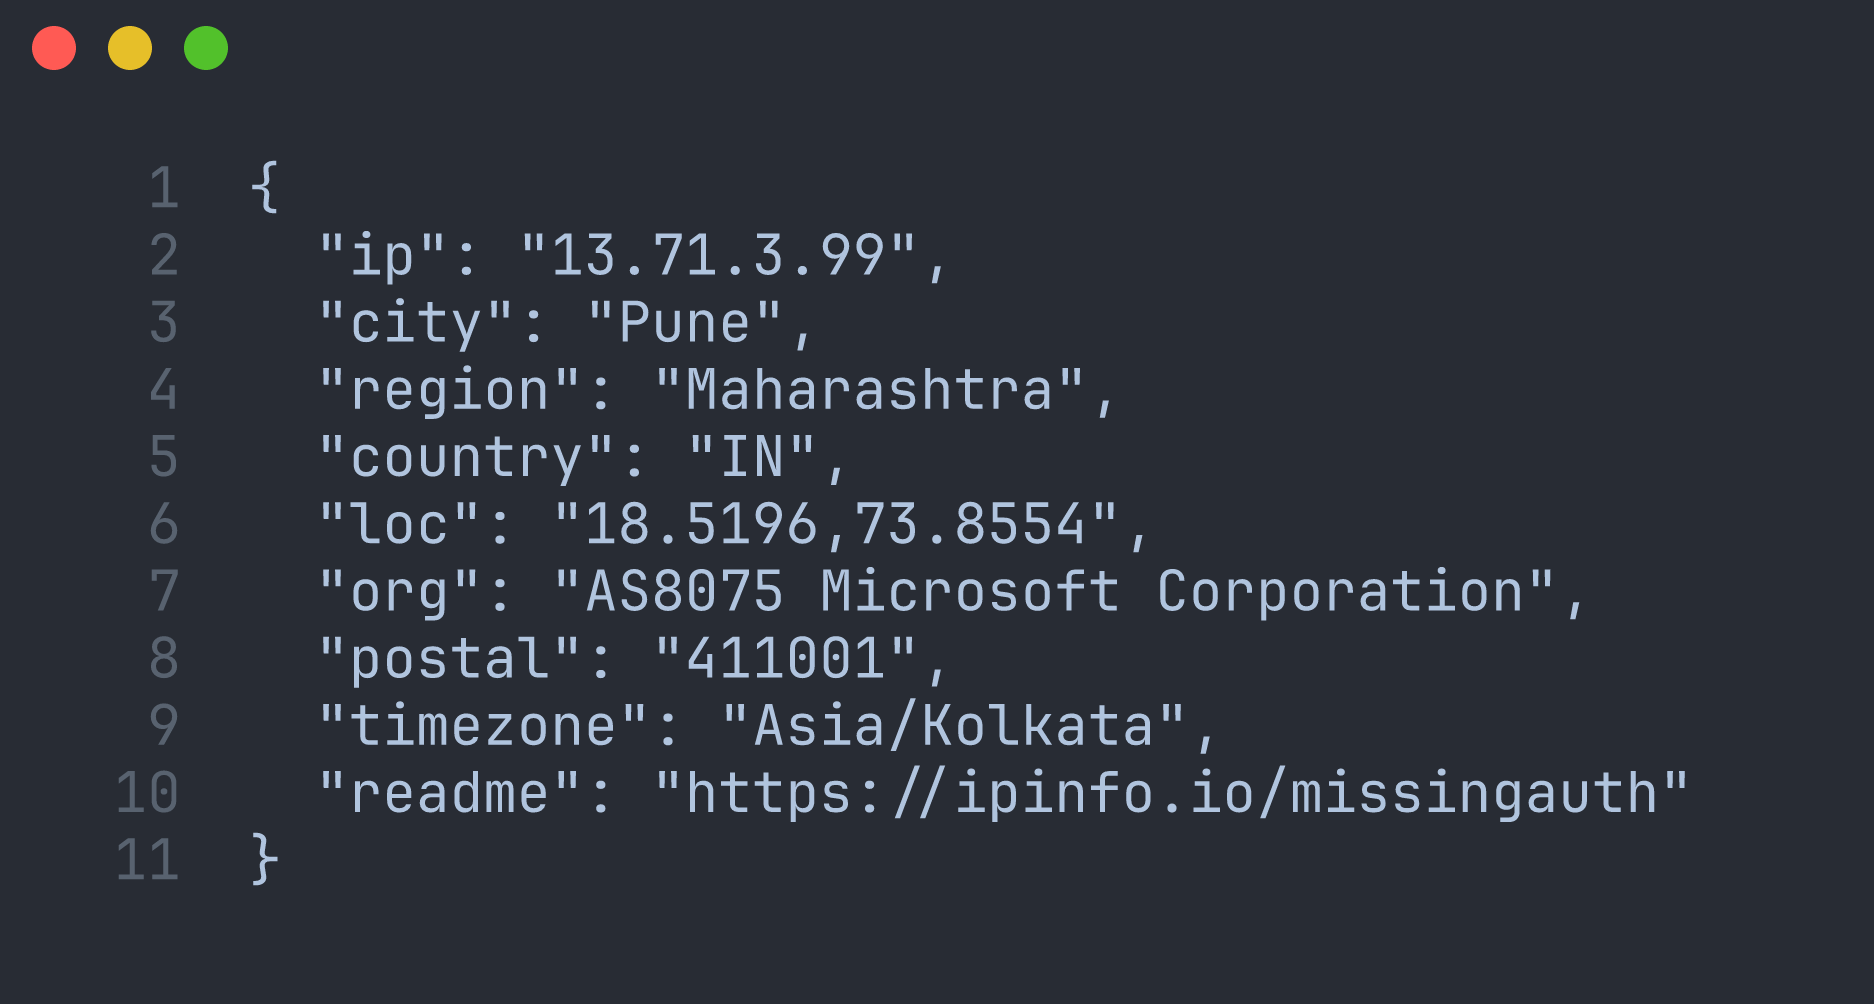 1 {
2   "ip": "13.71.3.99",
3   "city": "Pune",
4   "region": "Maharashtra",
5   "country": "IN",
6   "loc": "18.5196,73.8554",
7   "org": "AS8075 Microsoft Corporation",
8   "postal": "411001",
9   "timezone": "Asia/Kolkata",
10   "readme": "https://ipinfo.io/missingauth"
11 }